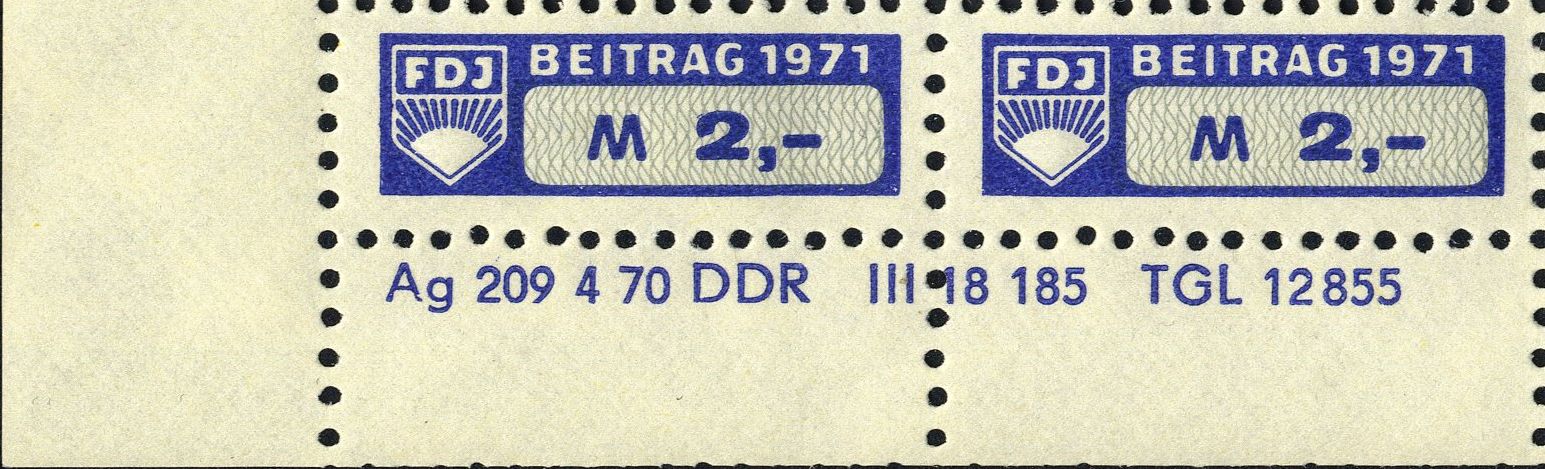 FDJ BEITRAG 1971
M 2,-
FDJ BEITRAG 1971
M 2,-
Ag 209 4 70 DDR III 18 185 TGL 12855